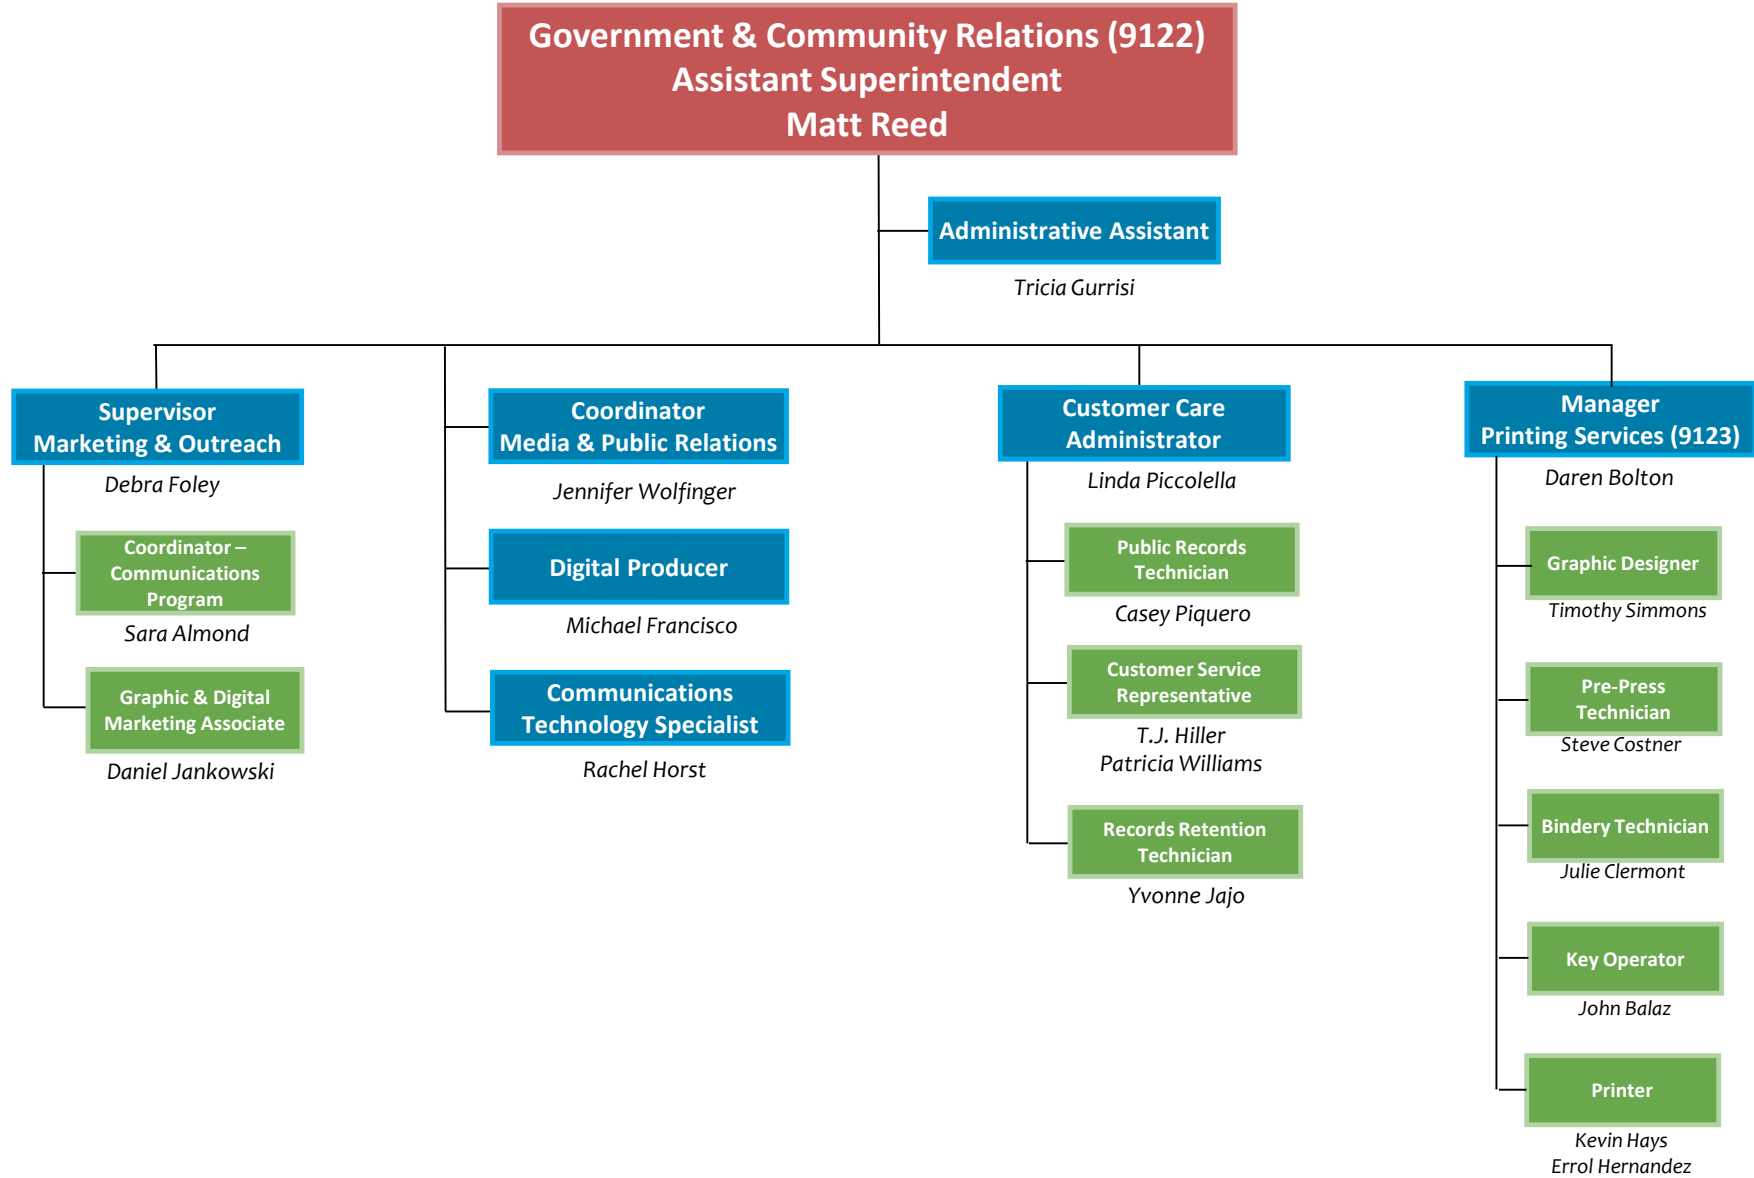 Government & Community Relations (9122)
Assistant Superintendent
Matt Reed
Administrative Assistant
Tricia Gurrisi
Supervisor
Marketing & Outreach
Debra Foley
Coordinator –
Communications
Program
Sara Almond
Graphic & Digital
Marketing Associate
Daniel Jankowski
Coordinator
Media & Public Relations
Jennifer Wolfinger
Digital Producer
Michael Francisco
Communications
Technology Specialist
Rachel Horst
Customer Care
Administrator
Linda Piccolella
Public Records
Technician
Casey Piquero
Customer Service
Representative
T.J. Hiller
Patricia Williams
Records Retention
Technician
Yvonne Jajo
Manager
Printing Services (9123)
Daren Bolton
Graphic Designer
Timothy Simmons
Pre-Press
Technician
Steve Costner
Bindery Technician
Julie Clermont
Key Operator
John Balaz
Printer
Kevin Hays
Errol Hernandez